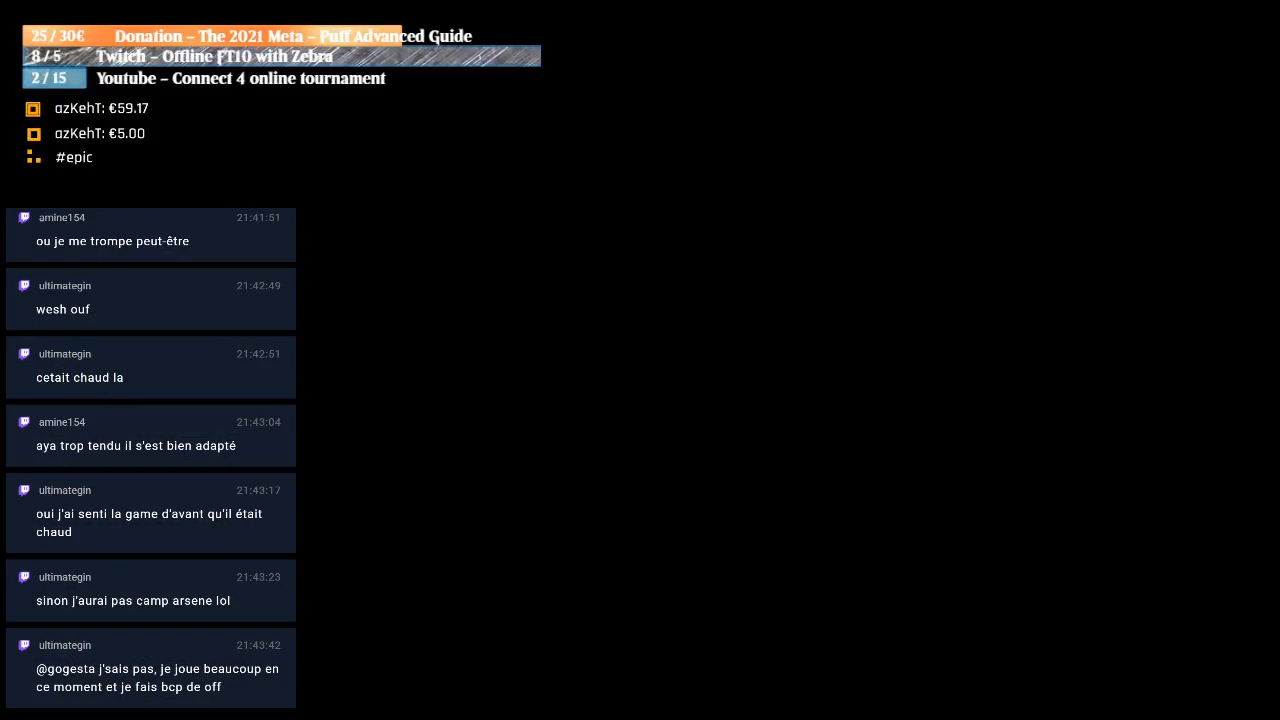 25 / 30€ Donation – The 2021 Meta – Puff Advanced Guide
8 / 5 Twitch – Offline FT10 with Zebra
2 / 15 Youtube – Connect 4 online tournament
azKehT: €59.17
azKehT: €5.00
#epic
amine154 21:41:51
ou je me trompe peut-être
ultimategin 21:42:49
wesh ouf
ultimategin 21:42:51
cetait chaud la
amine154 21:43:04
aya trop tendu il s'est bien adapté
ultimategin 21:43:17
oui j'ai senti la game d'avant qu'il était
chaud
ultimategin 21:43:23
sinon j'aurai pas camp arsene lol
ultimategin 21:43:42
@gogesta j'sais pas, je joue beaucoup en
ce moment et je fais bcp de off